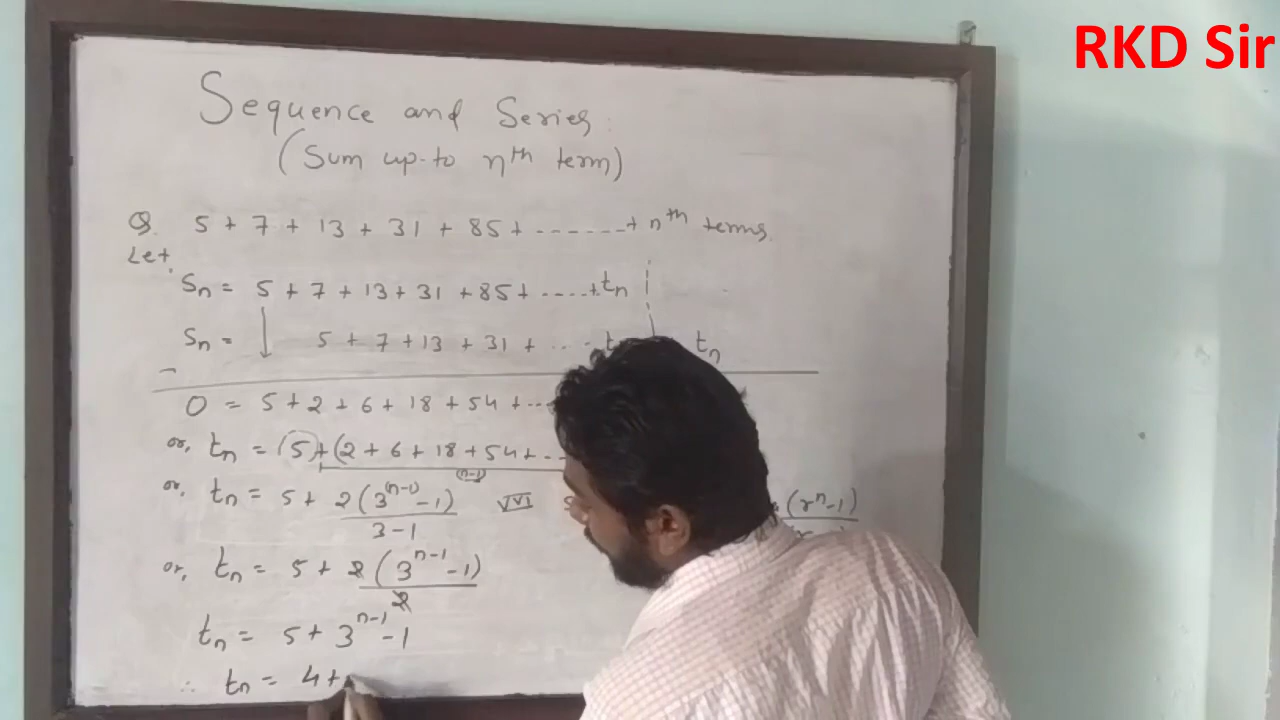 RKD Sir
Sequence and Series
(Sum up-to nth term)
Q. 5 + 7 + 13 + 31 + 85 + ------- + nth terms.
Let,
Sn = 5 + 7 + 13 + 31 + 85 + ....+ tn
Sn = 5 + 7 + 13 + 31 + .... t tn
0 = 5 + 2 + 6 + 18 + 54 + ...
or, tn = (5) + (2 + 6 + 18 + 54 + ...
(n-1)
or, tn = 5 + 2 (3^(n-1) - 1) / 3 - 1 VVI (r^n - 1)
or, tn = 5 + 2 (3^n-1 - 1) / 2
tn = 5 + 3^n-1 - 1
∴ tn = 4 +